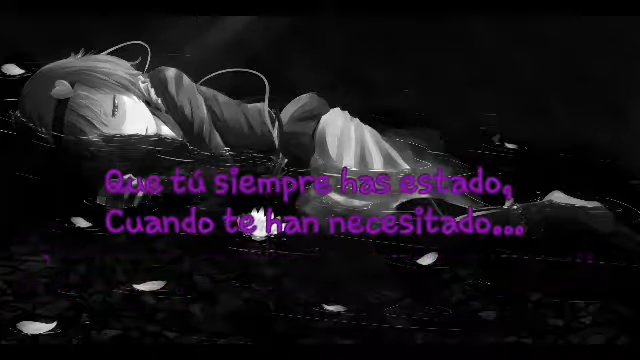 Que tú siempre has estado,
Cuando te han necesitado...